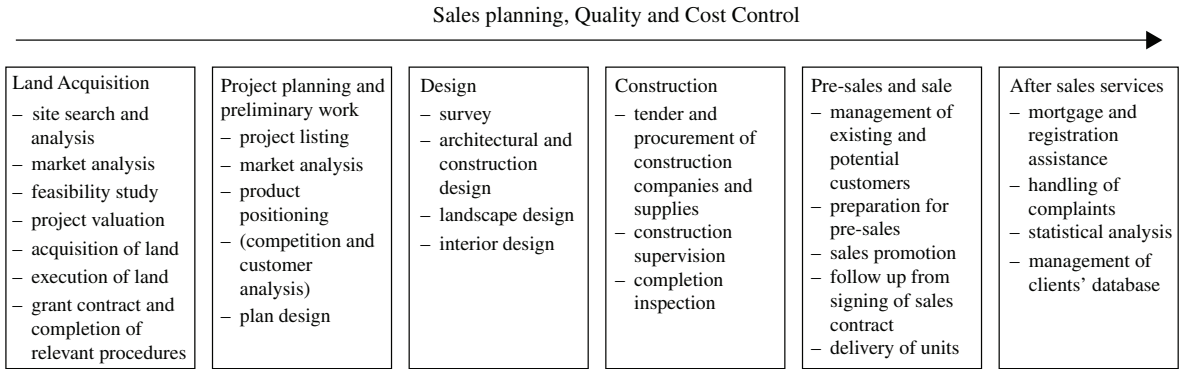 Sales planning, Quality and Cost Control
Land Acquisition
– site search and
analysis
– market analysis
– feasibility study
– project valuation
– acquisition of land
– execution of land
– grant contract and
completion of
relevant procedures
Project planning and
preliminary work
– project listing
– market analysis
– product
positioning
– (competition and
customer
analysis)
– plan design
Design
– survey
– architectural and
construction
design
– landscape design
– interior design
Construction
– tender and
procurement of
construction
companies and
supplies
– construction
supervision
– completion
inspection
Pre-sales and sale
– management of
existing and
potential
customers
– preparation for
pre-sales
– sales promotion
– follow up from
signing of sales
contract
– delivery of units
After sales services
– mortgage and
registration
assistance
– handling of
complaints
– statistical analysis
– management of
clients’ database